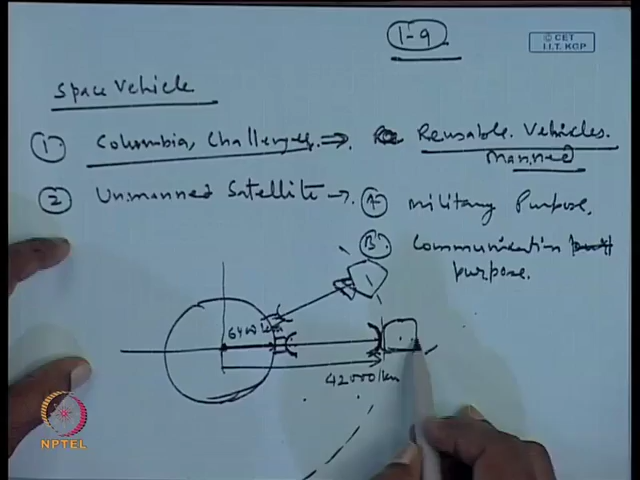 1-9
© CET
I.I.T. KGP
Space Vehicle
1. Columbia, Challenger. ⇒ Reusable. Vehicles.
manned
2 Unmanned Satellite → A. military Purpose.
B. Communication
purpose.
6400 km
42000 km
NPTEL